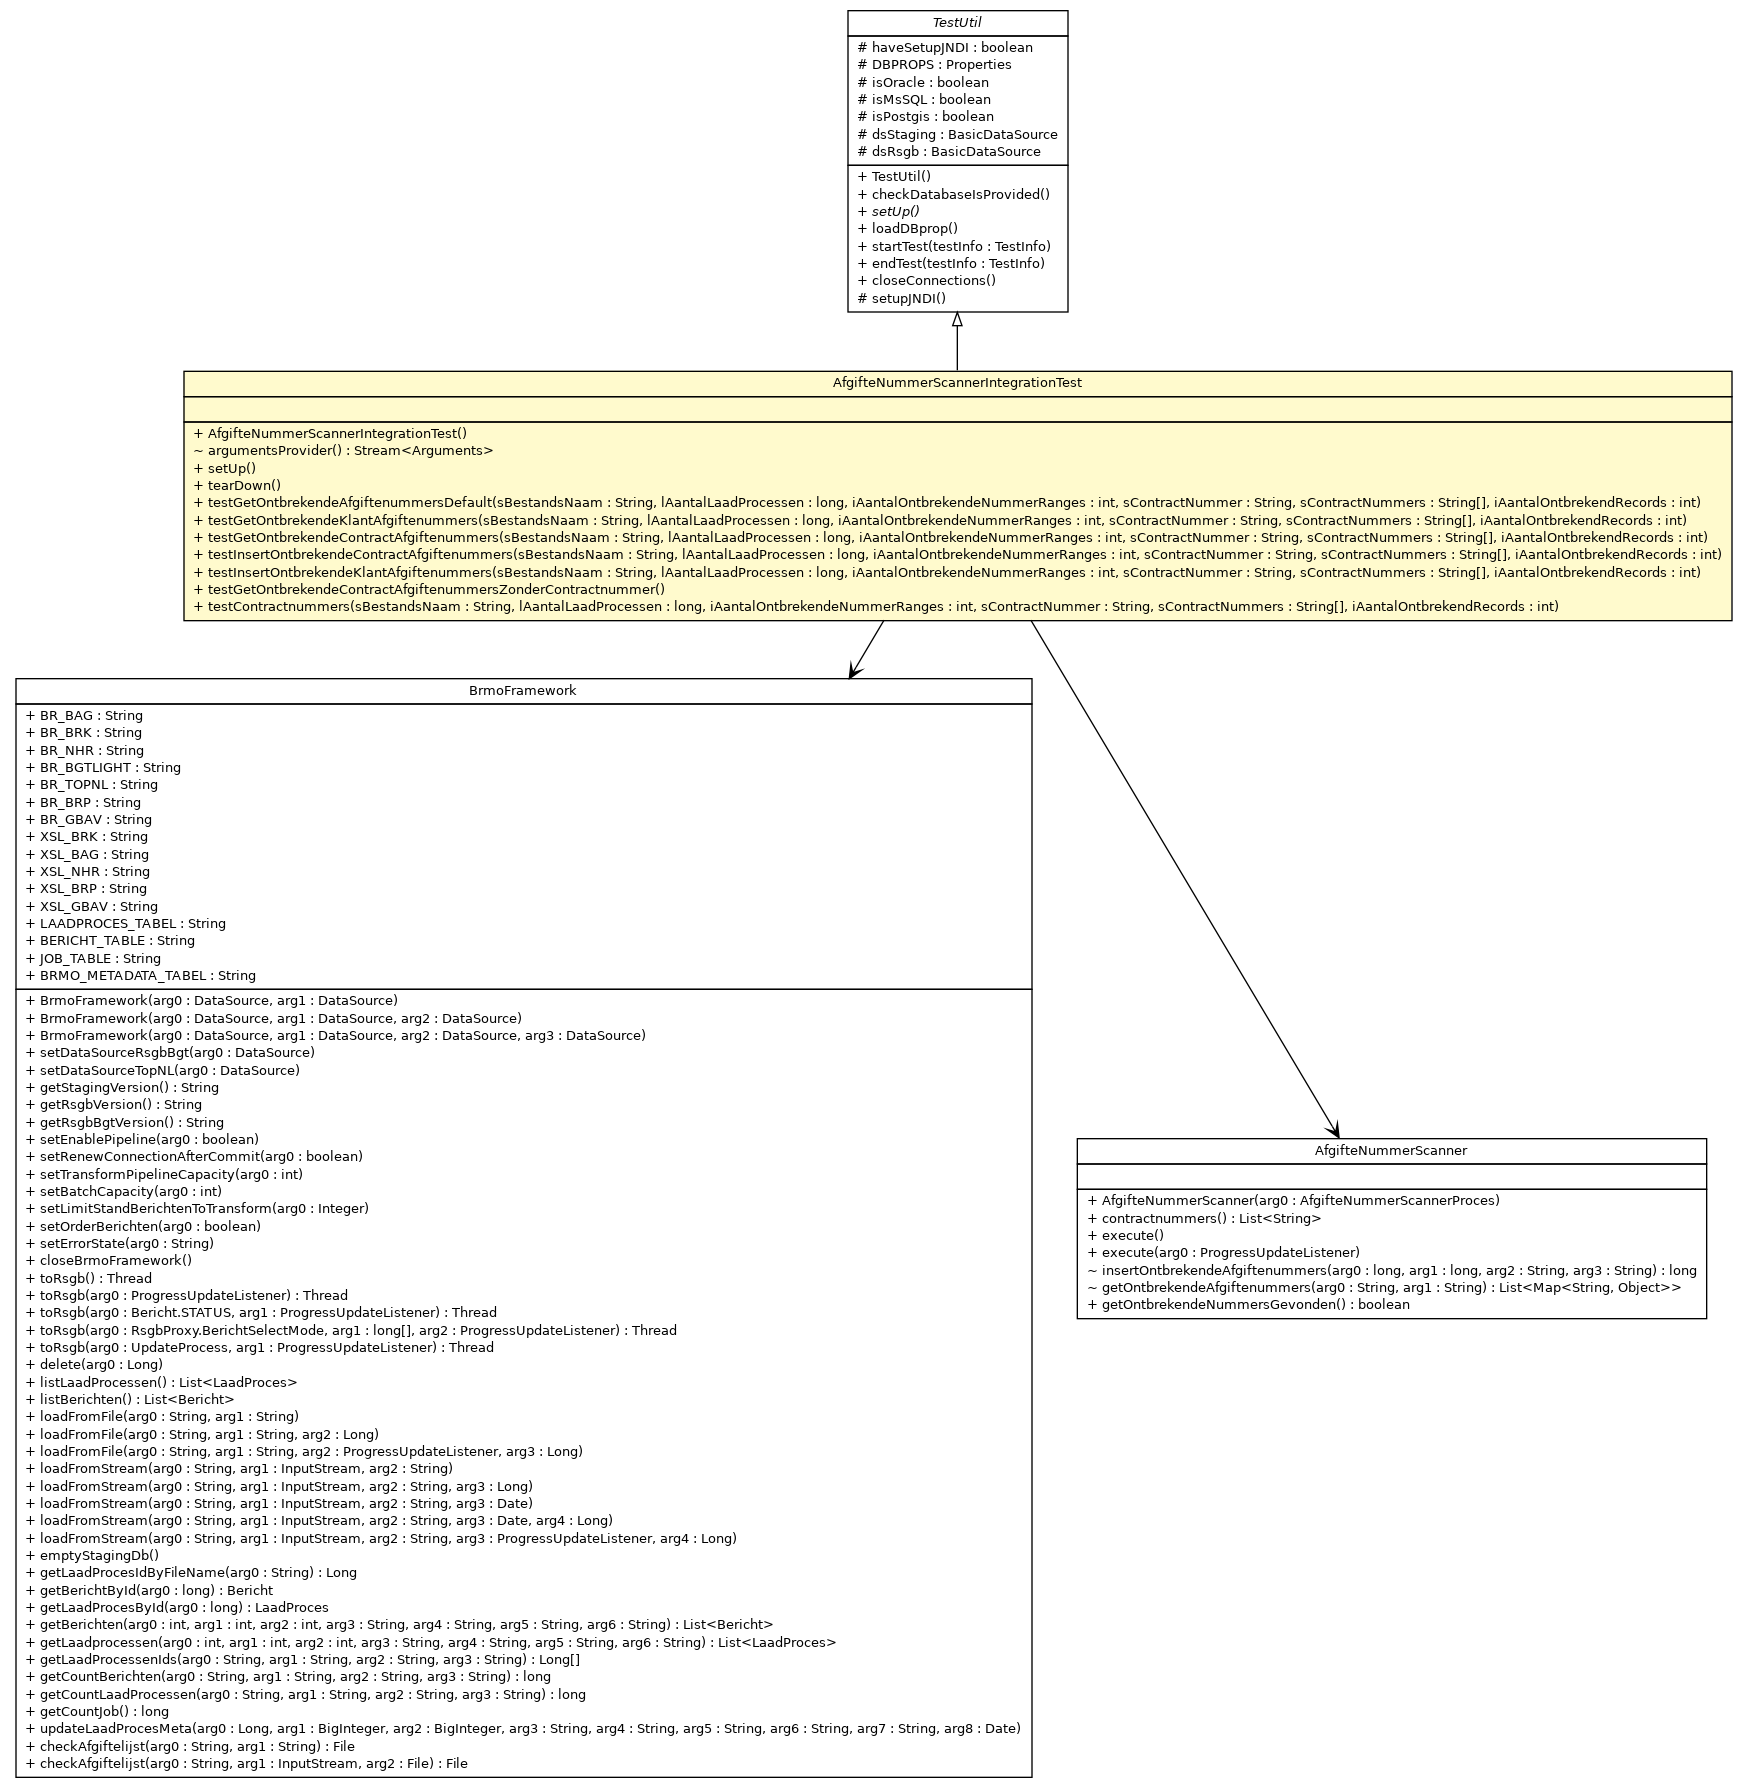 TestUtil
# haveSetupJNDI : boolean
# DBPROPS : Properties
# isOracle : boolean
# isMsSQL : boolean
# isPostgis : boolean
# dsStaging : BasicDataSource
# dsRsgb : BasicDataSource
+ TestUtil()
+ checkDatabaseIsProvided()
+ setUp()
+ loadDBprop()
+ startTest(testInfo : TestInfo)
+ endTest(testInfo : TestInfo)
+ closeConnections()
# setupJNDI()
AfgifteNummerScannerIntegrationTest
+ AfgifteNummerScannerIntegrationTest()
~ argumentsProvider() : Stream<Arguments>
+ setUp()
+ tearDown()
+ testGetOntbrekendeAfgiftenummersDefault(sBestandsNaam : String, lAantalLaadProcessen : long, iAantalOntbrekendeNummerRanges : int, sContractNummer : String, sContractNummers : String[], iAantalOntbrekendRecords : int)
+ testGetOntbrekendeKlantAfgiftenummers(sBestandsNaam : String, lAantalLaadProcessen : long, iAantalOntbrekendeNummerRanges : int, sContractNummer : String, sContractNummers : String[], iAantalOntbrekendRecords : int)
+ testGetOntbrekendeContractAfgiftenummers(sBestandsNaam : String, lAantalLaadProcessen : long, iAantalOntbrekendeNummerRanges : int, sContractNummer : String, sContractNummers : String[], iAantalOntbrekendRecords : int)
+ testInsertOntbrekendeContractAfgiftenummers(sBestandsNaam : String, lAantalLaadProcessen : long, iAantalOntbrekendeNummerRanges : int, sContractNummer : String, sContractNummers : String[], iAantalOntbrekendRecords : int)
+ testInsertOntbrekendeKlantAfgiftenummers(sBestandsNaam : String, lAantalLaadProcessen : long, iAantalOntbrekendeNummerRanges : int, sContractNummer : String, sContractNummers : String[], iAantalOntbrekendRecords : int)
+ testGetOntbrekendeContractAfgiftenummersZonderContractnummer()
+ testContractnummers(sBestandsNaam : String, lAantalLaadProcessen : long, iAantalOntbrekendeNummerRanges : int, sContractNummer : String, sContractNummers : String[], iAantalOntbrekendRecords : int)
BrmoFramework
+ BR_BAG : String
+ BR_BRK : String
+ BR_NHR : String
+ BR_BGTLIGHT : String
+ BR_TOPNL : String
+ BR_BRP : String
+ BR_GBAV : String
+ XSL_BRK : String
+ XSL_BAG : String
+ XSL_NHR : String
+ XSL_BRP : String
+ XSL_GBAV : String
+ LAADPROCES_TABEL : String
+ BERICHT_TABLE : String
+ JOB_TABLE : String
+ BRMO_METADATA_TABEL : String
+ BrmoFramework(arg0 : DataSource, arg1 : DataSource)
+ BrmoFramework(arg0 : DataSource, arg1 : DataSource, arg2 : DataSource)
+ BrmoFramework(arg0 : DataSource, arg1 : DataSource, arg2 : DataSource, arg3 : DataSource)
+ setDataSourceRsgbBgt(arg0 : DataSource)
+ setDataSourceTopNL(arg0 : DataSource)
+ getStagingVersion() : String
+ getRsgbVersion() : String
+ getRsgbBgtVersion() : String
+ setEnablePipeline(arg0 : boolean)
+ setRenewConnectionAfterCommit(arg0 : boolean)
+ setTransformPipelineCapacity(arg0 : int)
+ setBatchCapacity(arg0 : int)
+ setLimitStandBerichtenToTransform(arg0 : Integer)
+ setOrderBerichten(arg0 : boolean)
+ setErrorState(arg0 : String)
+ closeBrmoFramework()
+ toRsgb() : Thread
+ toRsgb(arg0 : ProgressUpdateListener) : Thread
+ toRsgb(arg0 : Bericht.STATUS, arg1 : ProgressUpdateListener) : Thread
+ toRsgb(arg0 : RsgbProxy.BerichtSelectMode, arg1 : long[], arg2 : ProgressUpdateListener) : Thread
+ toRsgb(arg0 : UpdateProcess, arg1 : ProgressUpdateListener) : Thread
+ delete(arg0 : Long)
+ listLaadProcessen() : List<LaadProces>
+ listBerichten() : List<Bericht>
+ loadFromFile(arg0 : String, arg1 : String)
+ loadFromFile(arg0 : String, arg1 : String, arg2 : Long)
+ loadFromFile(arg0 : String, arg1 : String, arg2 : ProgressUpdateListener, arg3 : Long)
+ loadFromStream(arg0 : String, arg1 : InputStream, arg2 : String)
+ loadFromStream(arg0 : String, arg1 : InputStream, arg2 : String, arg3 : Long)
+ loadFromStream(arg0 : String, arg1 : InputStream, arg2 : String, arg3 : Date)
+ loadFromStream(arg0 : String, arg1 : InputStream, arg2 : String, arg3 : Date, arg4 : Long)
+ loadFromStream(arg0 : String, arg1 : InputStream, arg2 : String, arg3 : ProgressUpdateListener, arg4 : Long)
+ emptyStagingDb()
+ getLaadProcesIdByFileName(arg0 : String) : Long
+ getBerichtById(arg0 : long) : Bericht
+ getLaadProcesById(arg0 : long) : LaadProces
+ getBerichten(arg0 : int, arg1 : int, arg2 : int, arg3 : String, arg4 : String, arg5 : String, arg6 : String) : List<Bericht>
+ getLaadprocessen(arg0 : int, arg1 : int, arg2 : int, arg3 : String, arg4 : String, arg5 : String, arg6 : String) : List<LaadProces>
+ getLaadProcessenIds(arg0 : String, arg1 : String, arg2 : String, arg3 : String) : Long[]
+ getCountBerichten(arg0 : String, arg1 : String, arg2 : String, arg3 : String) : long
+ getCountLaadProcessen(arg0 : String, arg1 : String, arg2 : String, arg3 : String) : long
+ getCountJob() : long
+ updateLaadProcesMeta(arg0 : Long, arg1 : BigInteger, arg2 : BigInteger, arg3 : String, arg4 : String, arg5 : String, arg6 : String, arg7 : String, arg8 : Date)
+ checkAfgiftelijst(arg0 : String, arg1 : String) : File
+ checkAfgiftelijst(arg0 : String, arg1 : InputStream, arg2 : File) : File
AfgifteNummerScanner
+ AfgifteNummerScanner(arg0 : AfgifteNummerScannerProces)
+ contractnummers() : List<String>
+ execute()
+ execute(arg0 : ProgressUpdateListener)
~ insertOntbrekendeAfgiftenummers(arg0 : long, arg1 : long, arg2 : String, arg3 : String) : long
~ getOntbrekendeAfgiftenummers(arg0 : String, arg1 : String) : List<Map<String, Object>>
+ getOntbrekendeNummersGevonden() : boolean